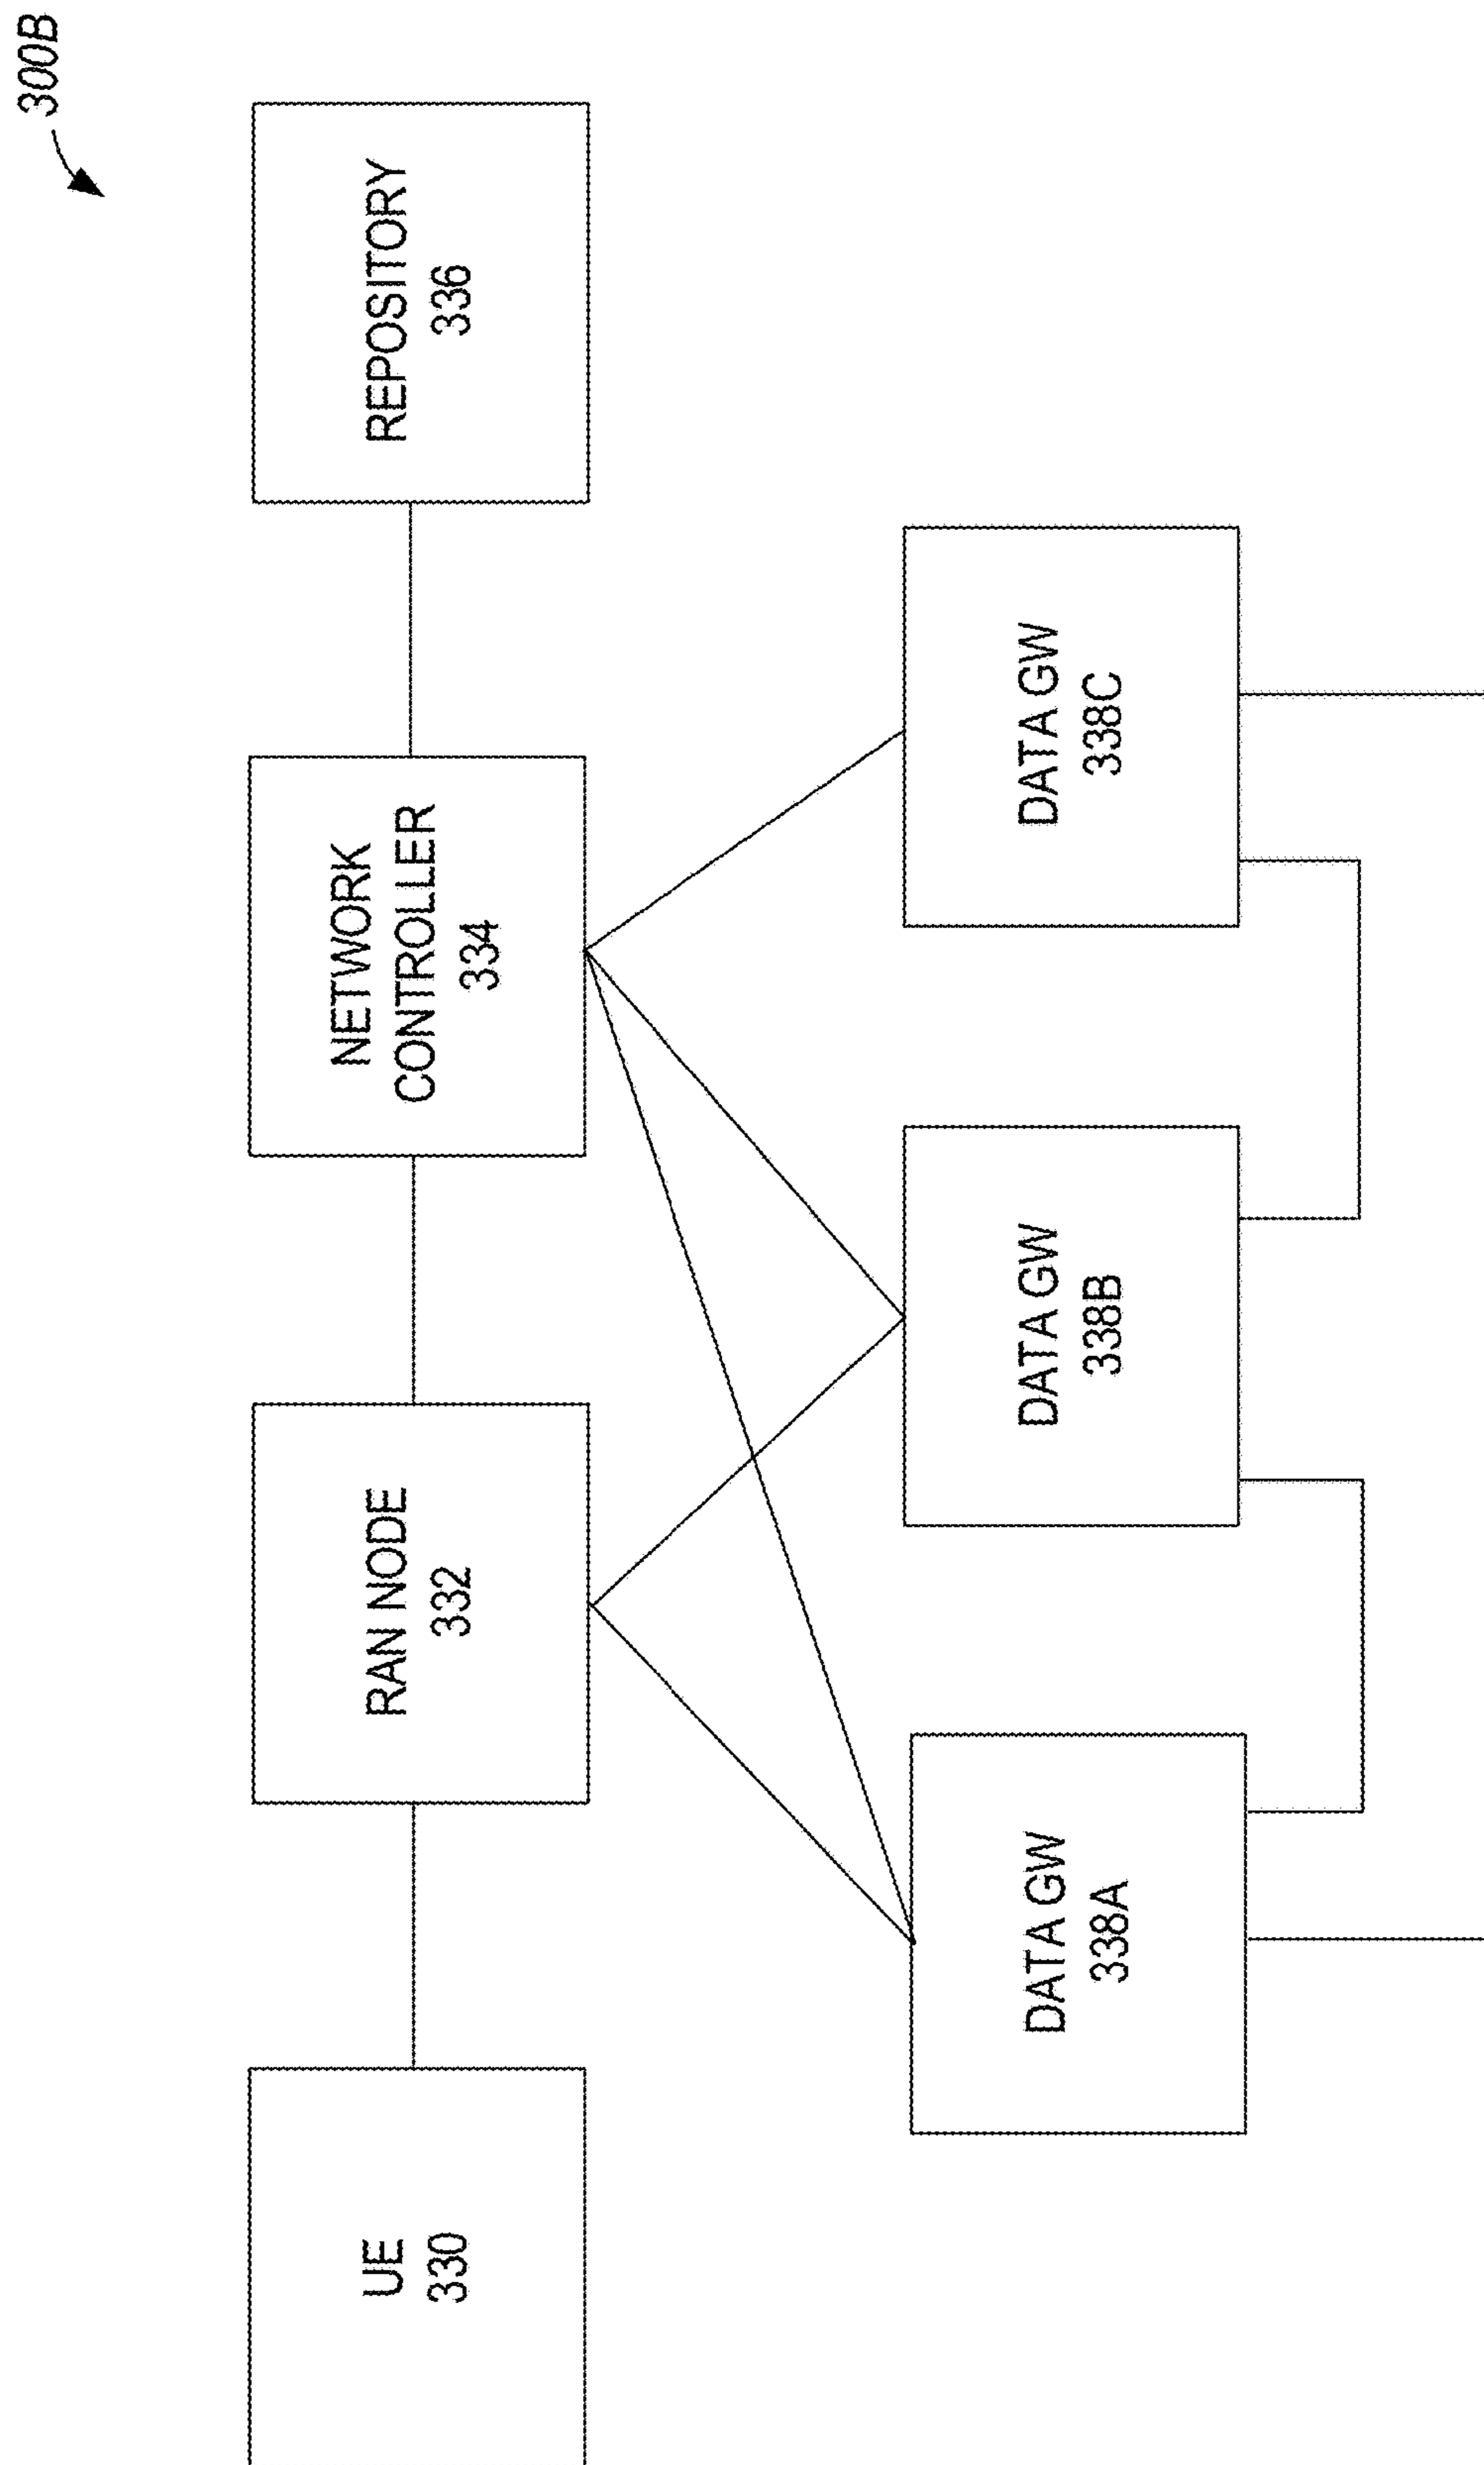 300B
UE
330
RAN NODE
332
NETWORK
CONTROLLER
334
REPOSITORY
336
DATA GW
338A
DATA GW
338B
DATA GW
338C